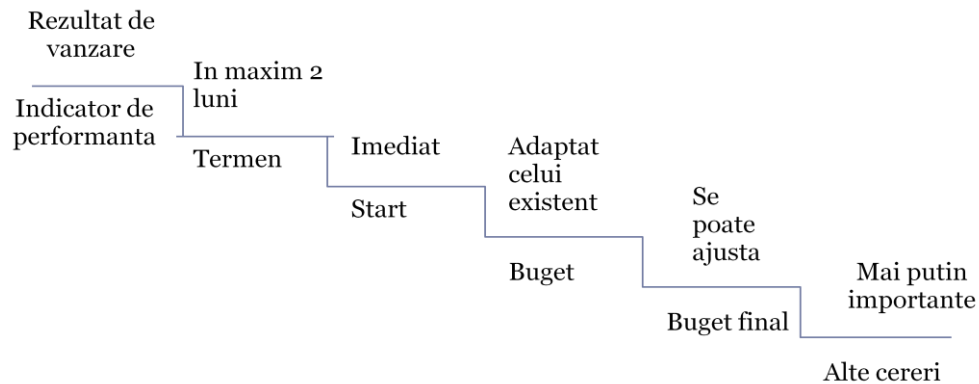 Rezultat de
vanzare
Indicator de
performanta
In maxim 2
luni
Termen
Imediat
Start
Adaptat
celui
existent
Buget
Se
poate
ajusta
Buget final
Mai putin
importante
Alte cereri